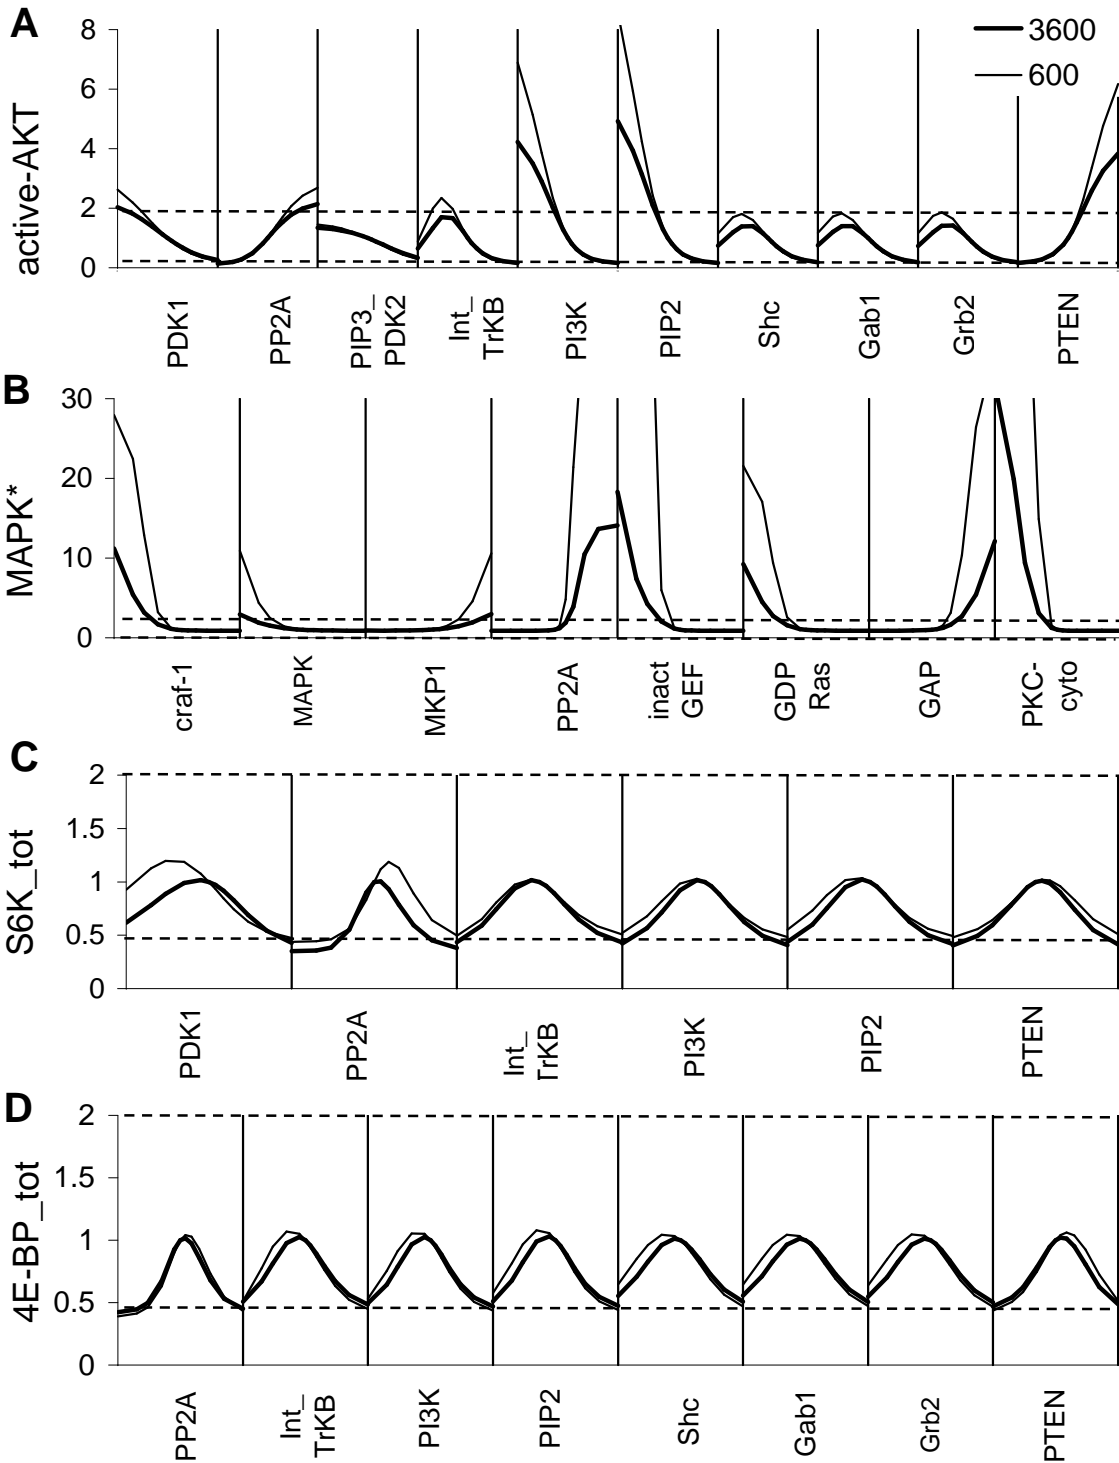 A
8
6
4
2
0
active-AKT
3600
600
PDK1
PP2A
PIP3_
PDK2
Int_
TrKB
PI3K
PIP2
Shc
Gab1
Grb2
PTEN
B
30
20
10
0
MAPK*
craf-1
MAPK
MKP1
PP2A
inact
GEF
GDP
Ras
GAP
PKC-
cyto
C
2
1.5
1
0.5
0
S6K_tot
PDK1
PP2A
Int_
TrKB
PI3K
PIP2
PTEN
D
2
1.5
1
0.5
0
4E-BP_tot
PP2A
Int_
TrKB
PI3K
PIP2
Shc
Gab1
Grb2
PTEN